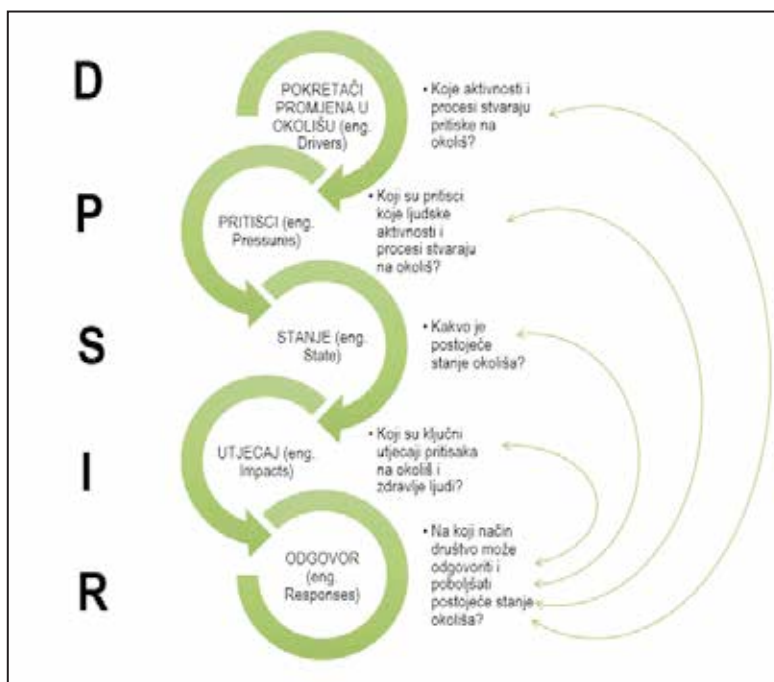 D
POKRETAČI
PROMJENA U
OKOLIŠU (eng.
Drivers)
• Koje aktivnosti i
procesi stvaraju
pritiske na
okoliš?
P
PRITISCI (eng.
Pressures)
• Koji su pritisci
koje ljudske
aktivnosti i
procesi stvaraju
na okoliš?
S
STANJE (eng.
State)
• Kakvo je
postojeće
stanje okoliša?
I
UTJECAJ (eng.
Impacts)
• Koji su ključni
utjecaji pritisaka
na okoliš i
zdravlje ljudi?
R
ODGOVOR
(eng.
Responses)
• Na koji način
društvo može
odgovoriti i
poboljšati
postojeće stanje
okoliša?